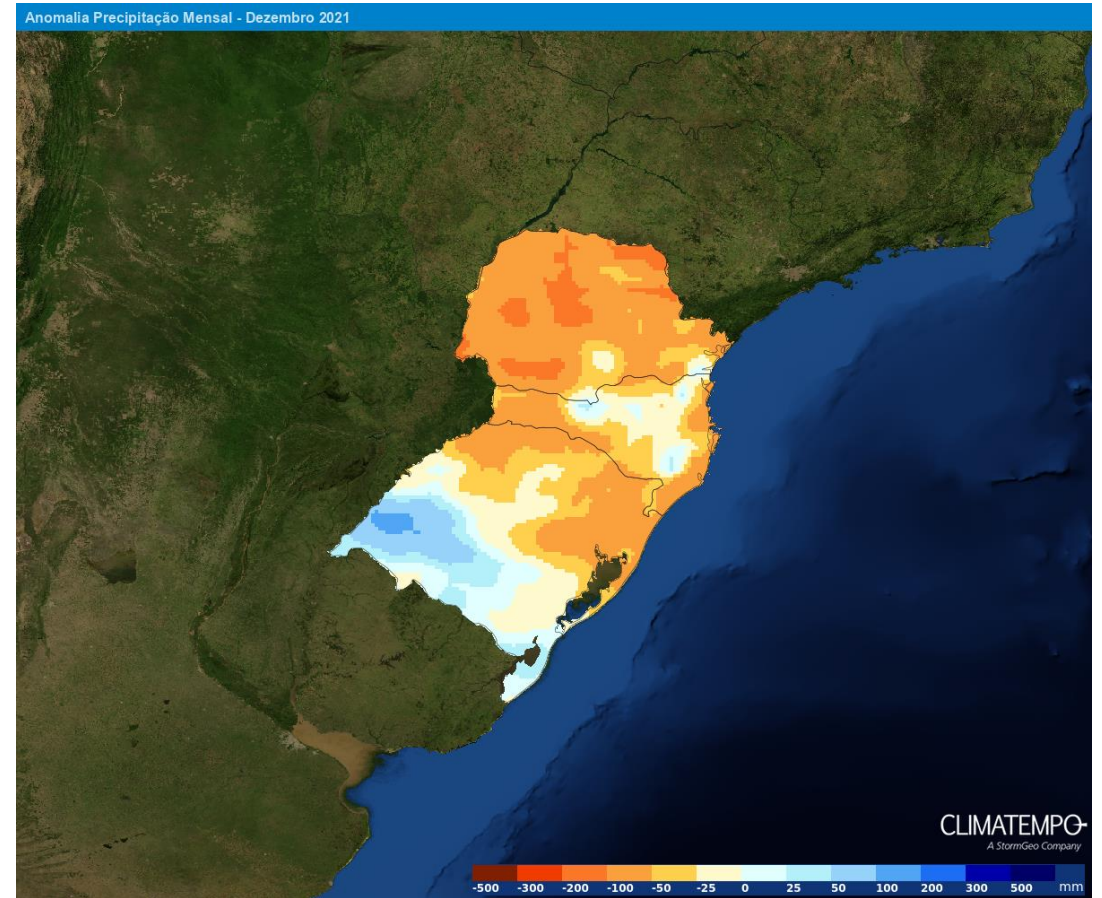 Anomalia Precipitação Mensal - Dezembro 2021
CLIMATEMPO
A StormGeo Company
-500 -300 -200 -100 -50 -25 0 25 50 100 200 300 500 mm